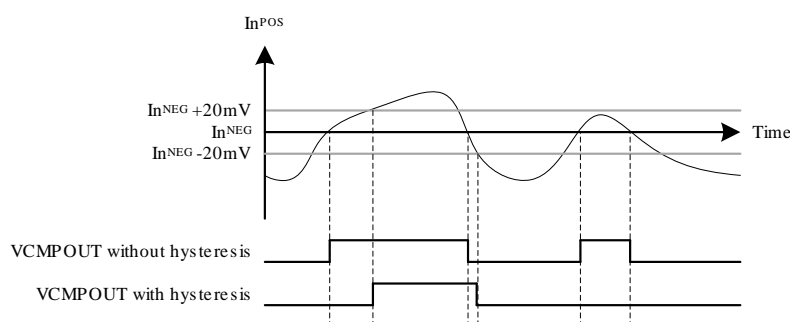 InPOS
InNEG +20mV
InNEG
Time
InNEG -20mV
VCMPOUT without hysteresis
VCMPOUT with hysteresis